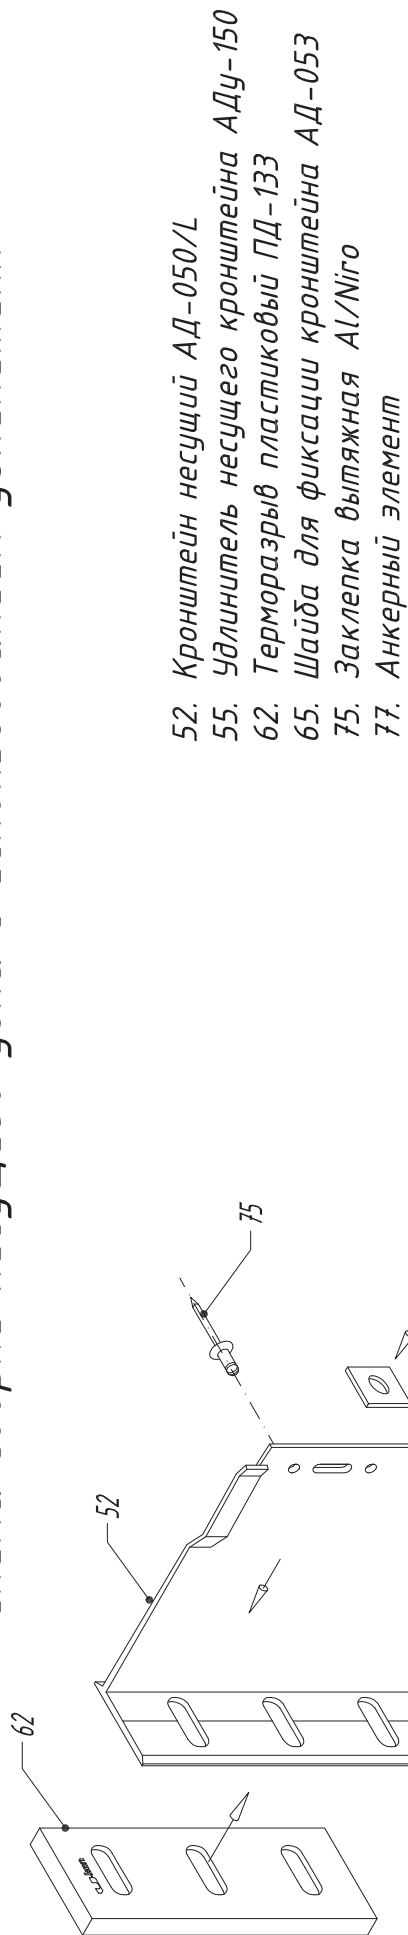 52. Кронштейн несущий АД-050/L
55. Удлинитель несущего кронштейна АДу-150
62. Терморазрыв пластиковый ПД-133
65. Шайба для фиксации кронштейна АД-053
75. Заклепка вытяжная Al/Niro
77. Анкерный элемент
75
52
62